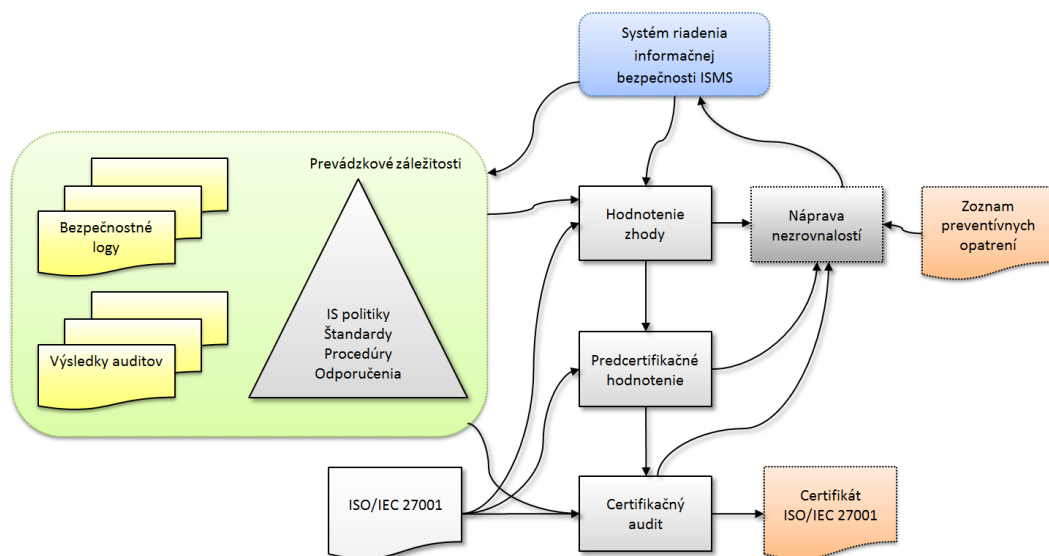 Systém riadenia
informačnej
bezpečnosti ISMS
Prevádzkové záležitosti
Bezpečnostné
logy
IS politiky
Štandardy
Procedúry
Odporučenia
Výsledky auditov
Hodnotenie
zhody
Náprava
nezrovnalostí
Zoznam
preventívnych
opatrení
Predcertifikačné
hodnotenie
ISO/IEC 27001
Certifikačný
audit
Certifikát
ISO/IEC 27001